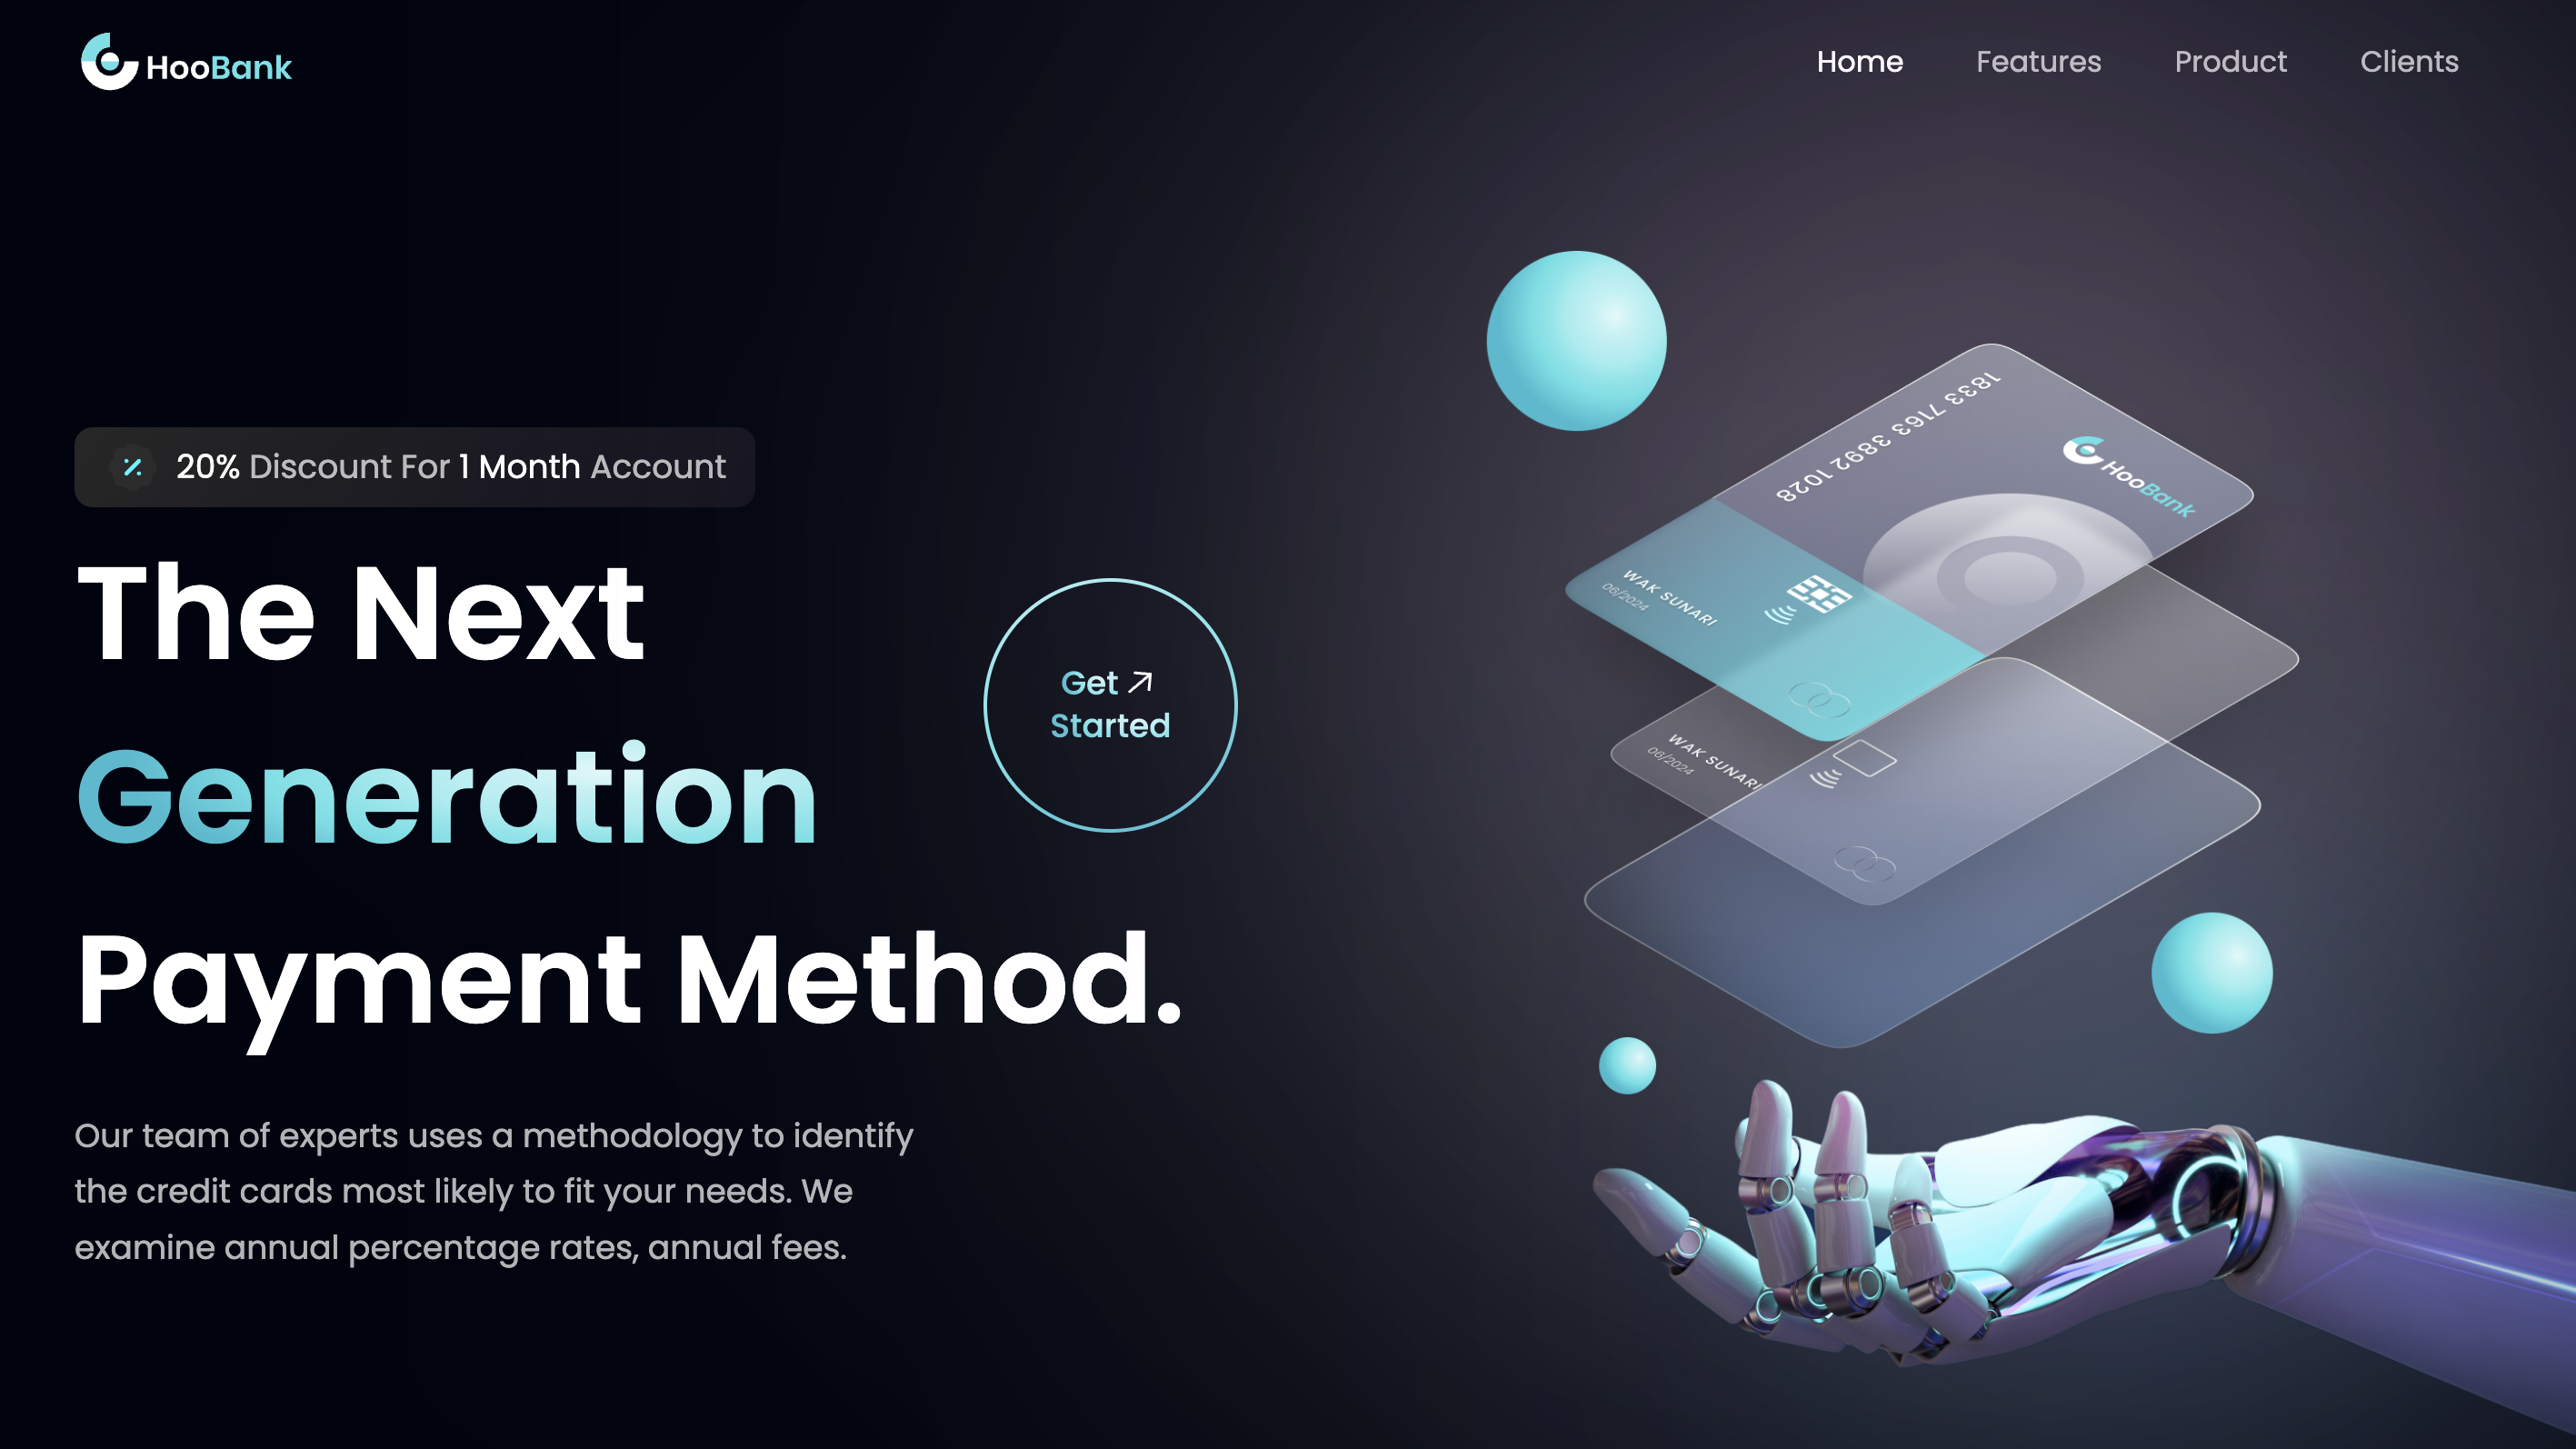 HooBank
Home Features Product Clients
20% Discount For 1 Month Account
The Next
Generation
Payment Method.
Get
Started
Our team of experts uses a methodology to identify
the credit cards most likely to fit your needs. We
examine annual percentage rates, annual fees.
1833 7163 3892 1028
HooBank
WAK SUNARI
06/2024
WAK SUNARI
06/2024